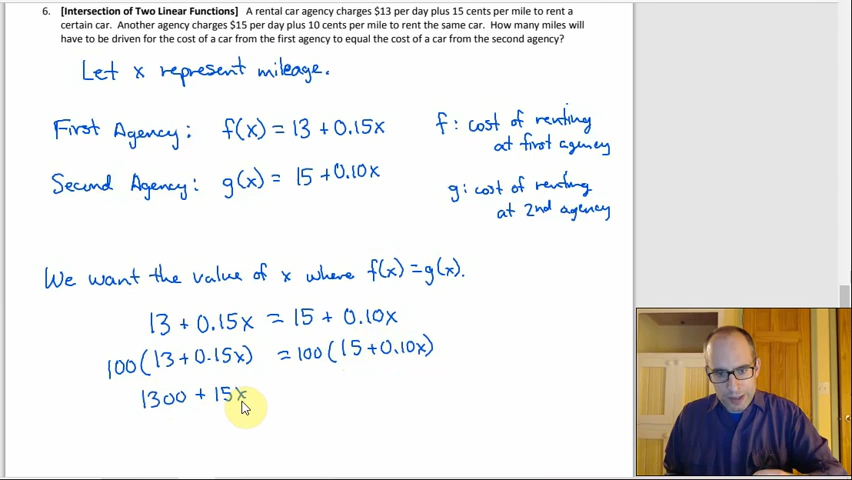 6. [Intersection of Two Linear Functions] A rental car agency charges $13 per day plus 15 cents per mile to rent a
certain car. Another agency charges $15 per day plus 10 cents per mile to rent the same car. How many miles will
have to be driven for the cost of a car from the first agency to equal the cost of a car from the second agency?
Let x represent mileage.
First Agency: f(x) = 13 + 0.15x
f: cost of renting
at first agency
Second Agency: g(x) = 15 + 0.10x
g: cost of renting
at 2nd agency
We want the value of x where f(x) = g(x).
13 + 0.15x = 15 + 0.10x
100(13 + 0.15x) = 100(15 + 0.10x)
1300 + 15x